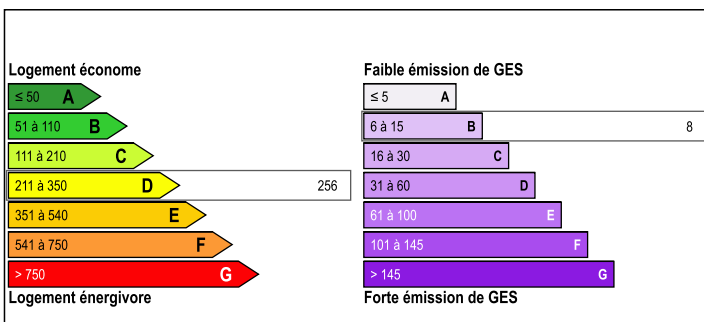 Logement économe
≤ 50 A
51 à 110 B
111 à 210 C
211 à 350 D 256
351 à 540 E
541 à 750 F
> 750 G
Logement énergivore
Faible émission de GES
≤ 5 A
6 à 15 B 8
16 à 30 C
31 à 60 D
61 à 100 E
101 à 145 F
> 145 G
Forte émission de GES